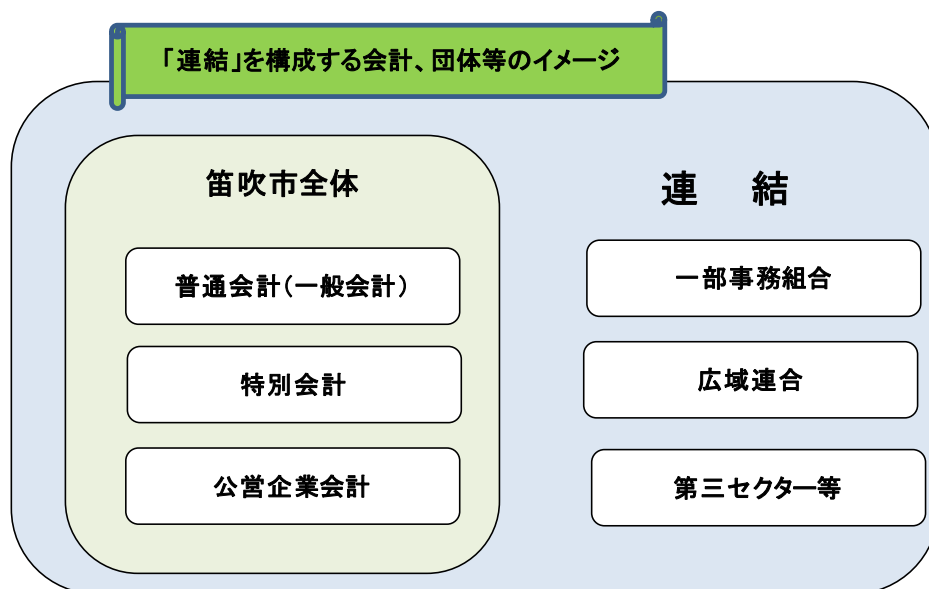 「連結」を構成する会計、団体等のイメージ
笛吹市全体
普通会計(一般会計)
特別会計
公営企業会計
連　結
一部事務組合
広域連合
第三セクター等